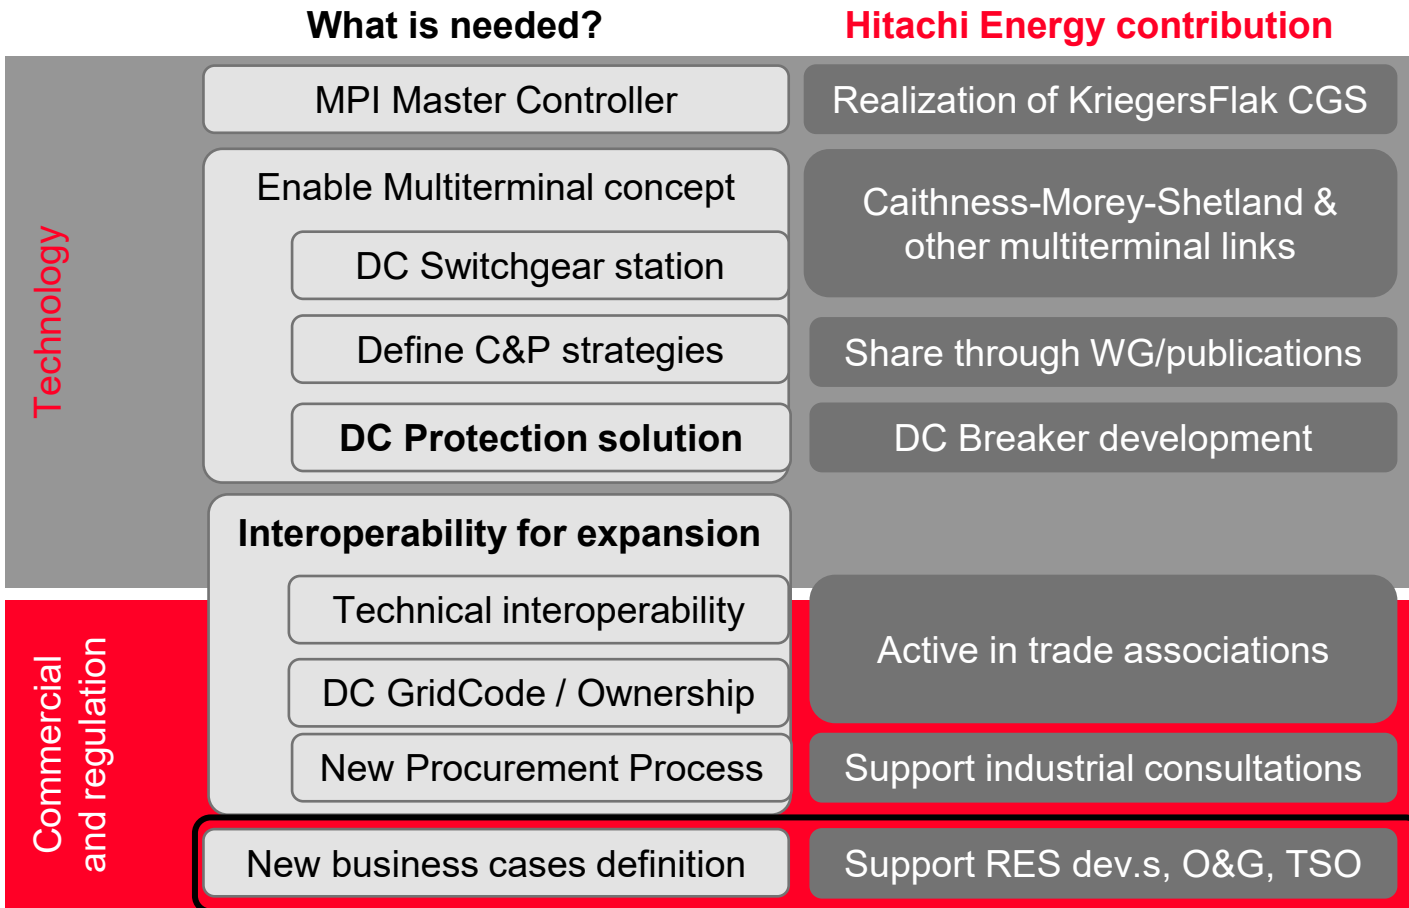 What is needed?
Hitachi Energy contribution
Technology
MPI Master Controller
Realization of KriegersFlak CGS
Enable Multiterminal concept
Caithness-Morey-Shetland &
other multiterminal links
DC Switchgear station
Define C&P strategies
Share through WG/publications
DC Protection solution
DC Breaker development
Interoperability for expansion
Commercial
and regulation
Technical interoperability
Active in trade associations
DC GridCode / Ownership
New Procurement Process
Support industrial consultations
New business cases definition
Support RES dev.s, O&G, TSO